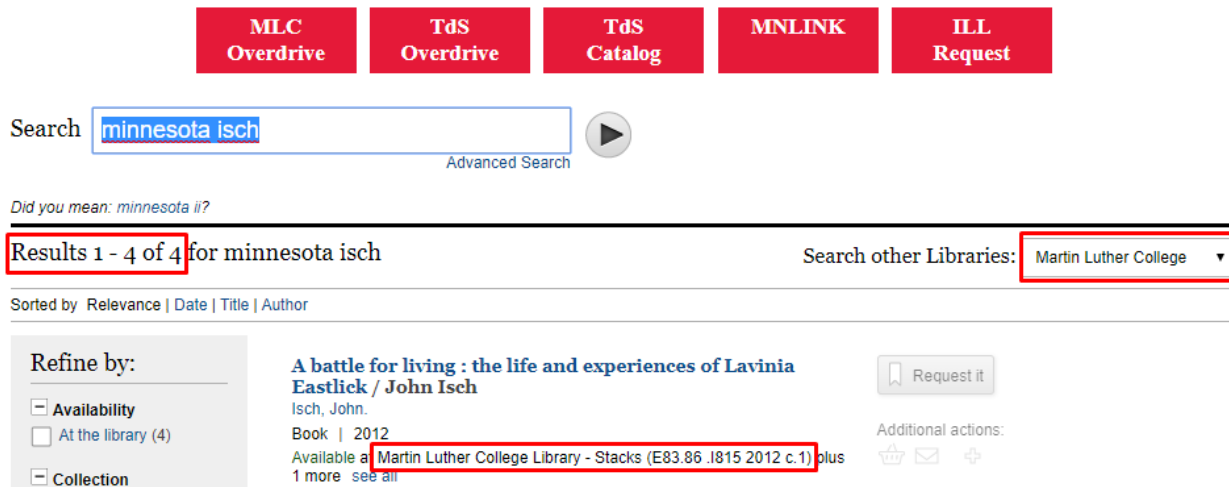 MLC Overdrive
TdS Overdrive
TdS Catalog
MNLINK
ILL Request
Search minnesota isch
Advanced Search
Did you mean: minnesota ii?
Results 1 - 4 of 4 for minnesota isch
Search other Libraries: Martin Luther College
Sorted by Relevance | Date | Title | Author
Refine by:
Availability
At the library (4)
Collection
A battle for living : the life and experiences of Lavinia
Eastlick / John Isch
Isch, John.
Book | 2012
Available at Martin Luther College Library - Stacks (E83.86 .I815 2012 c.1) plus
1 more see all
Request it
Additional actions: